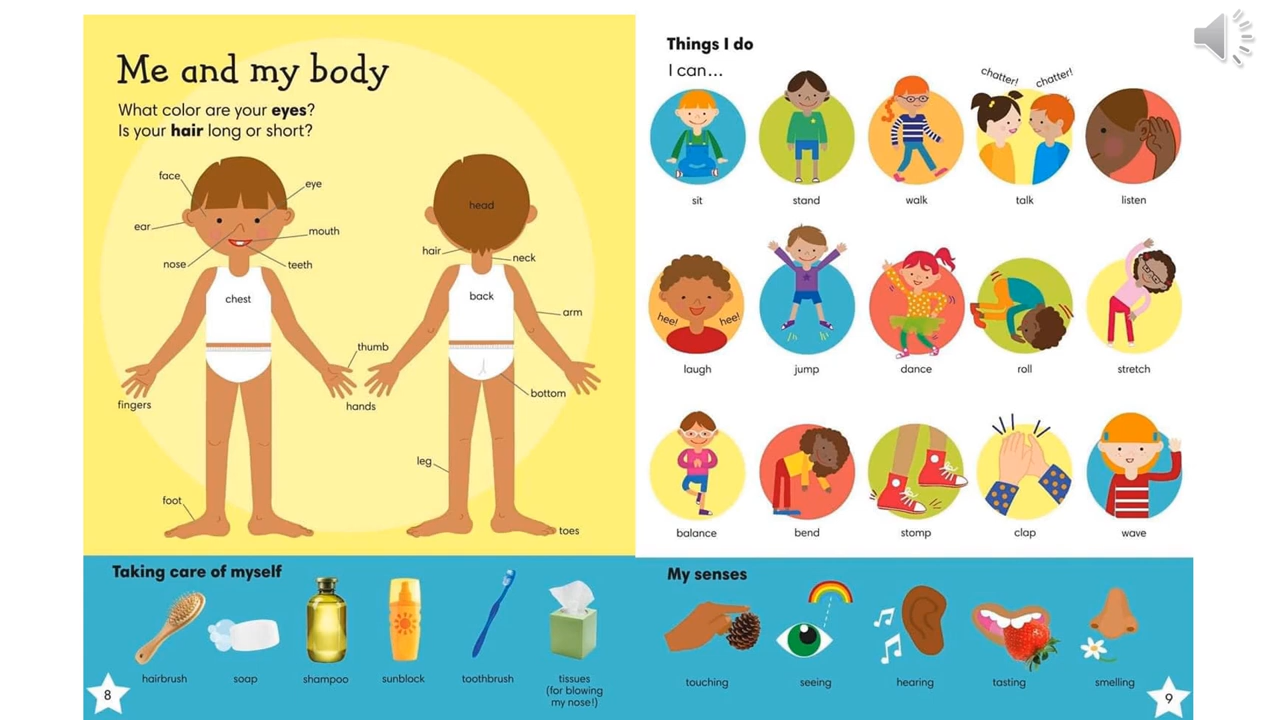 Me and my body
What color are your eyes?
Is your hair long or short?
face
eye
ear
mouth
nose
teeth
chest
fingers
thumb
hands
foot
head
hair
neck
back
arm
bottom
leg
toes
Taking care of myself
hairbrush
soap
shampoo
sunblock
toothbrush
tissues
(for blowing
my nose!)
8
Things I do
I can...
chatter!
chatter!
sit
stand
walk
talk
listen
hee!
hee!
laugh
jump
dance
roll
stretch
balance
bend
stomp
clap
wave
My senses
touching
seeing
hearing
tasting
smelling
9